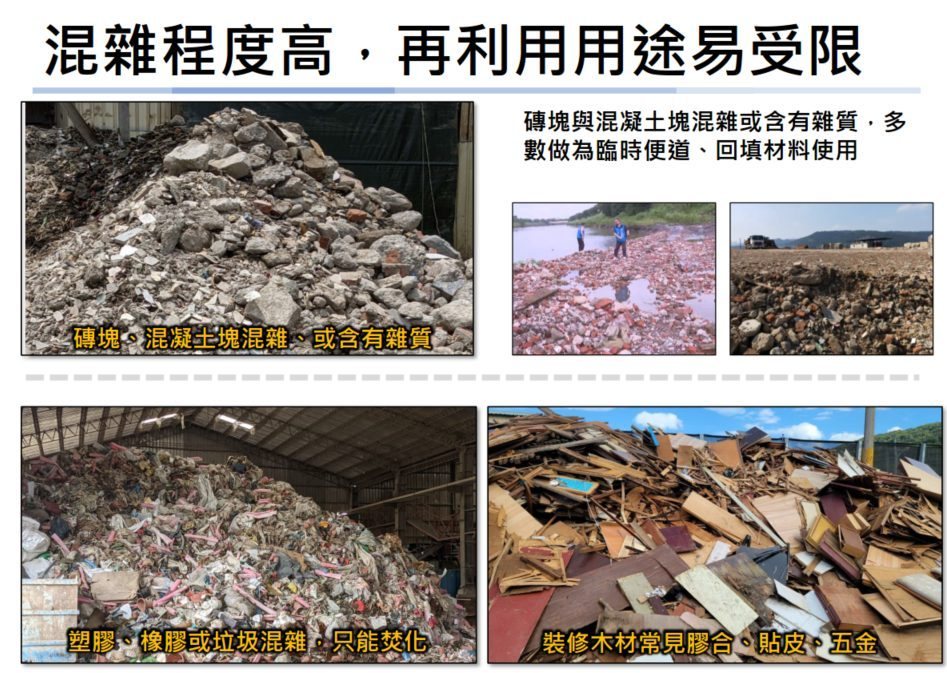 混雜程度高，再利用用途易受限
磚塊與混凝土塊混雜或含有雜質，多
數做為臨時便道、回填材料使用
磚塊、混凝土塊混雜、或含有雜質
塑膠、橡膠或垃圾混雜，只能焚化
裝修木材常見膠合、貼皮、五金